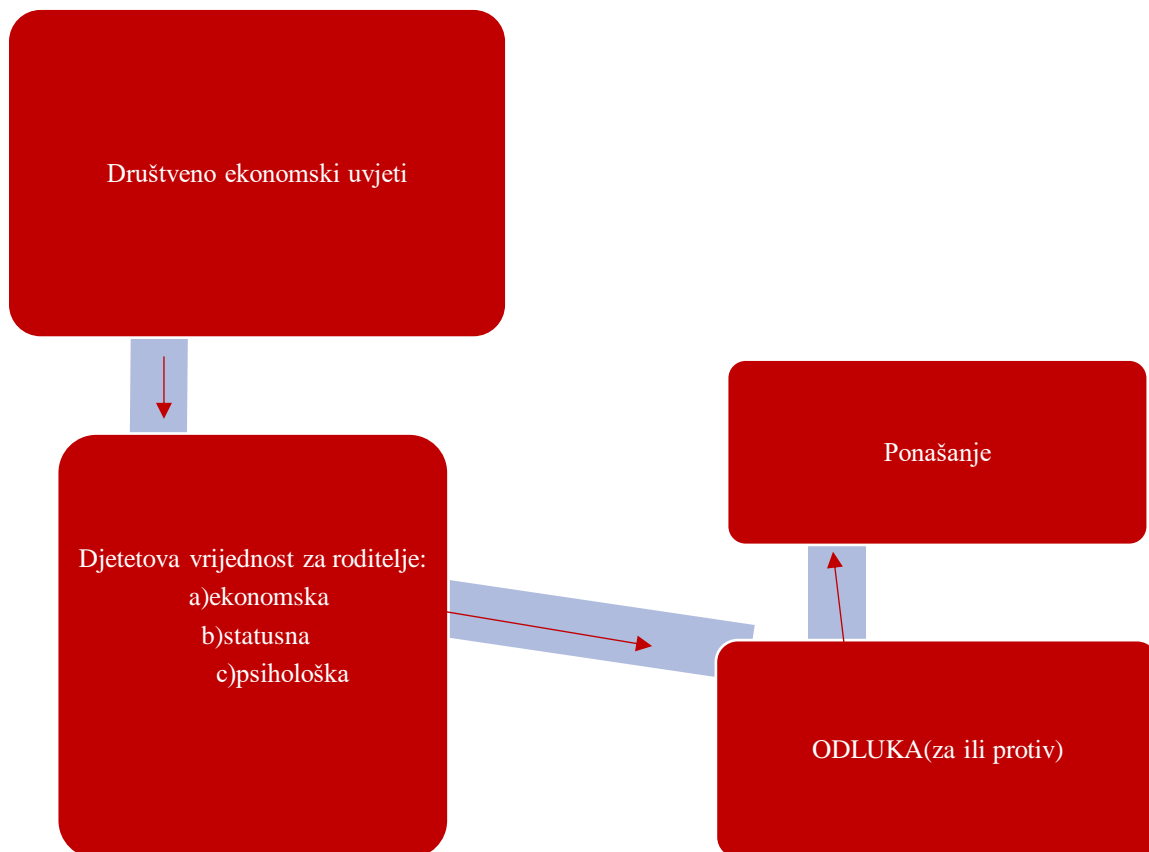 Društveno ekonomski uvjeti
Djetetova vrijednost za roditelje:
a)ekonomska
b)statusna
c)psihološka
ODLUKA(za ili protiv)
Ponašanje